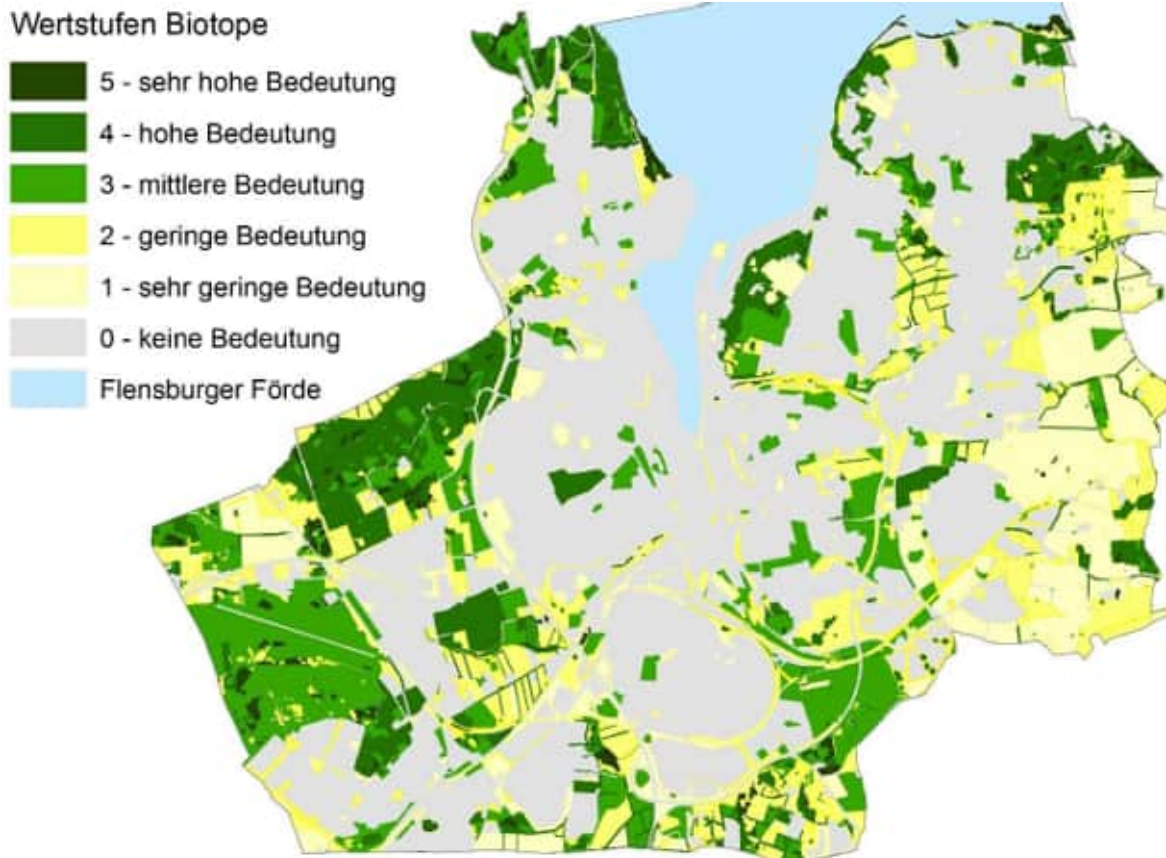 Wertstufen Biotope
5 - sehr hohe Bedeutung
4 - hohe Bedeutung
3 - mittlere Bedeutung
2 - geringe Bedeutung
1 - sehr geringe Bedeutung
0 - keine Bedeutung
Flensburger Förde